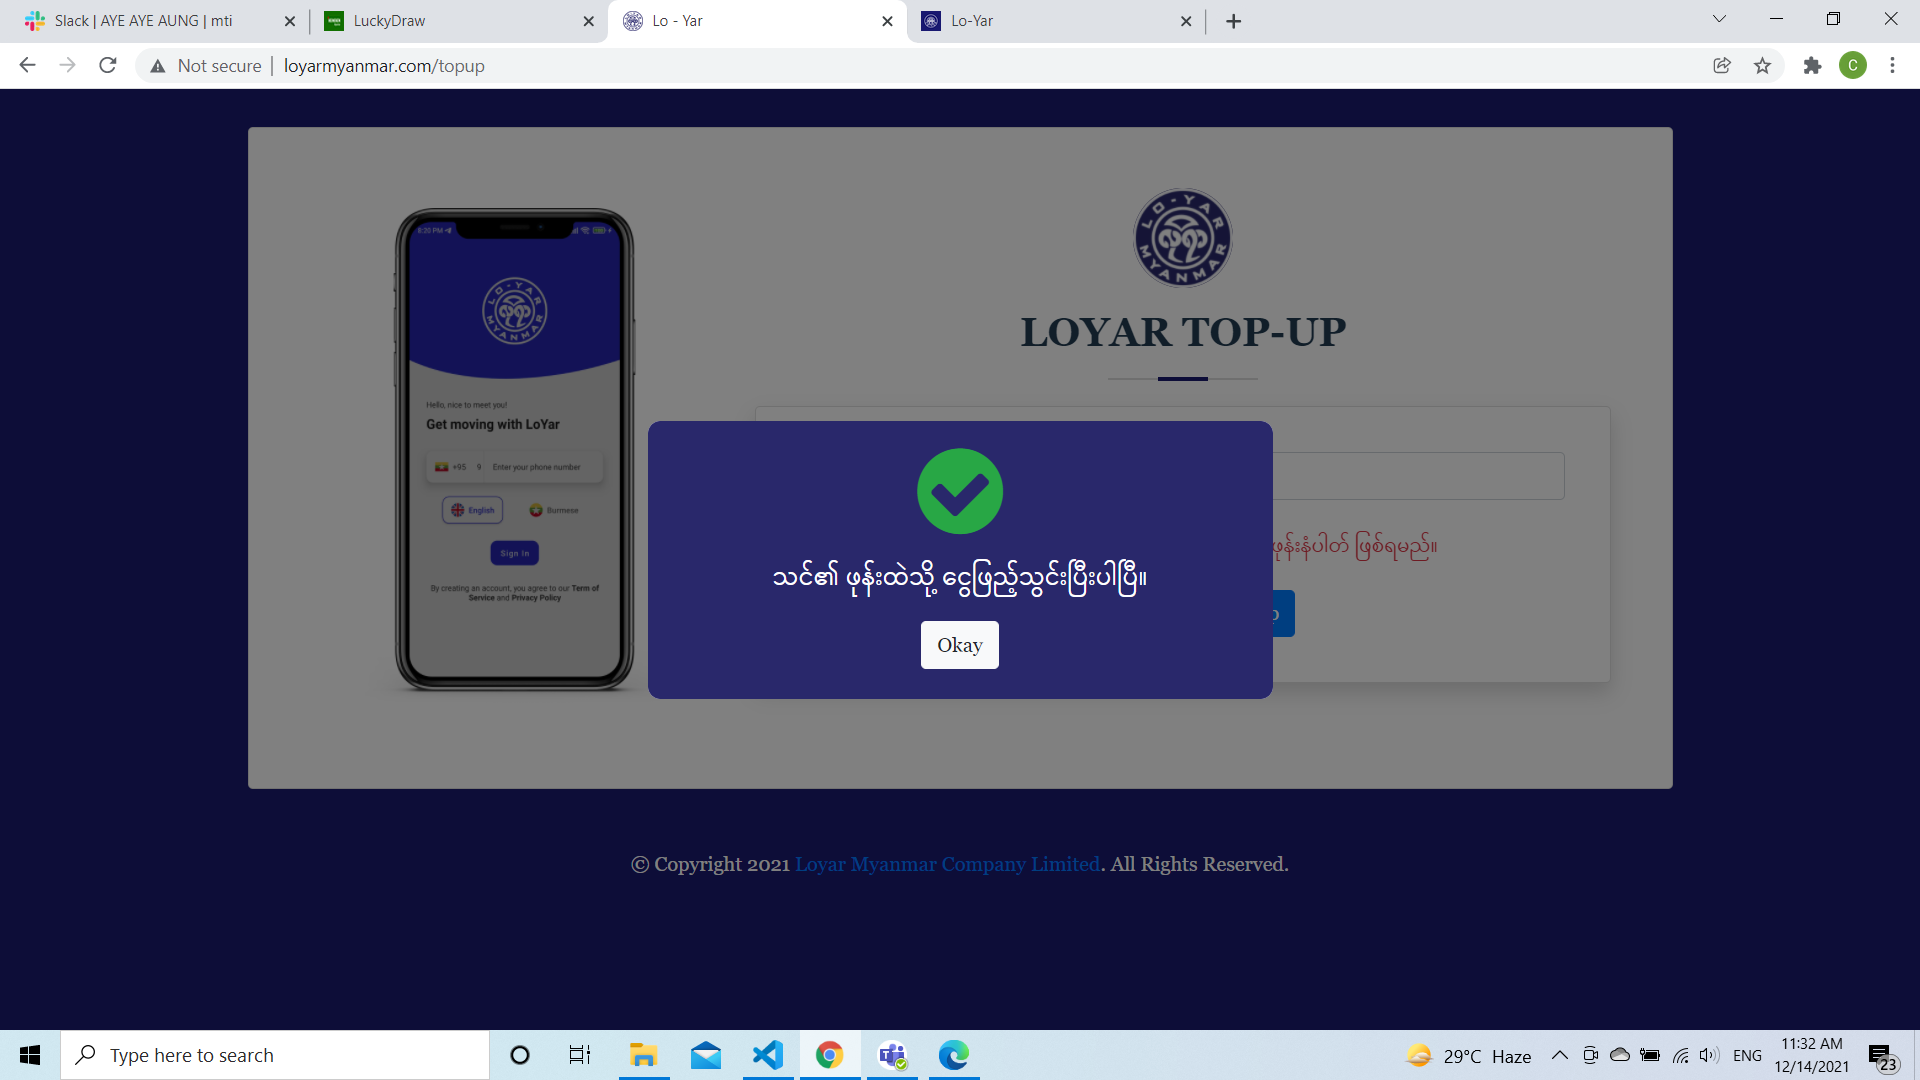 Slack | AYE AYE AUNG | mti
LuckyDraw
Lo - Yar
Lo-Yar
Not secure
loyarmyanmar.com/topup
C
8:20 PM
LO-YAR
MYANMAR
Hello, nice to meet you!
Get moving with LoYar
+95 9 Enter your phone number
English
Burmese
Sign In
By creating an account, you agree to our Term of
Service and Privacy Policy
LO-YAR
MYANMAR
LOYAR TOP-UP
ဖုန်းနံပါတ် ဖြစ်ရမည်။
သင်၏ ဖုန်းထဲသို့ ငွေဖြည့်သွင်းပြီးပါပြီ။
Okay
© Copyright 2021 Loyar Myanmar Company Limited. All Rights Reserved.
Type here to search
29°C Haze
ENG
11:32 AM
12/14/2021
23